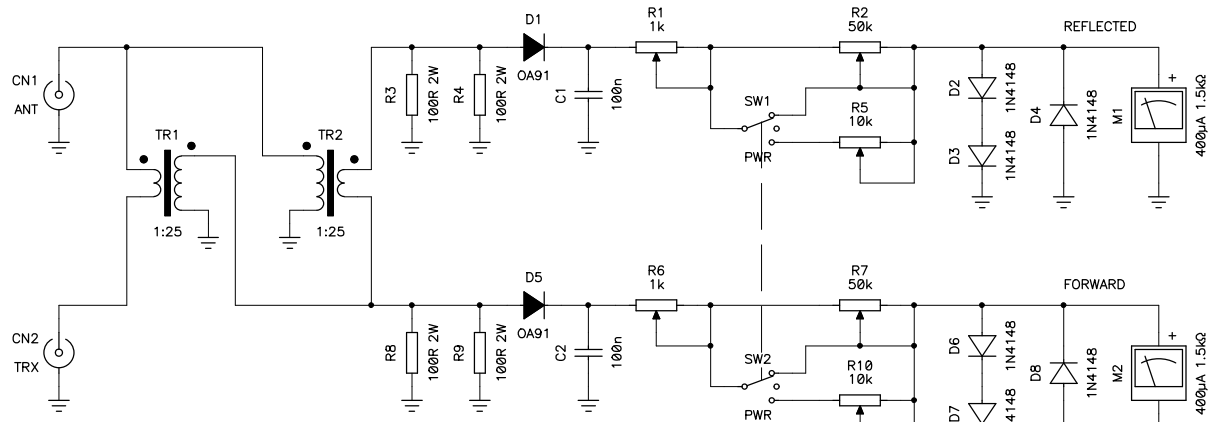 D1
OA91
R1
1k
R2
50k
REFLECTED
CN1
ANT
R3
100R 2W
R4
100R 2W
C1
100n
SW1
PWR
R5
10k
D2
1N4148
D3
1N4148
D4
1N4148
M1
+
400µA 1.5kΩ
TR1
1:25
TR2
1:25
D5
OA91
R6
1k
R7
50k
FORWARD
CN2
TRX
R8
100R 2W
R9
100R 2W
C2
100n
SW2
PWR
R10
10k
D6
1N4148
D7
4148
D8
1N4148
M2
+
400µA 1.5kΩ